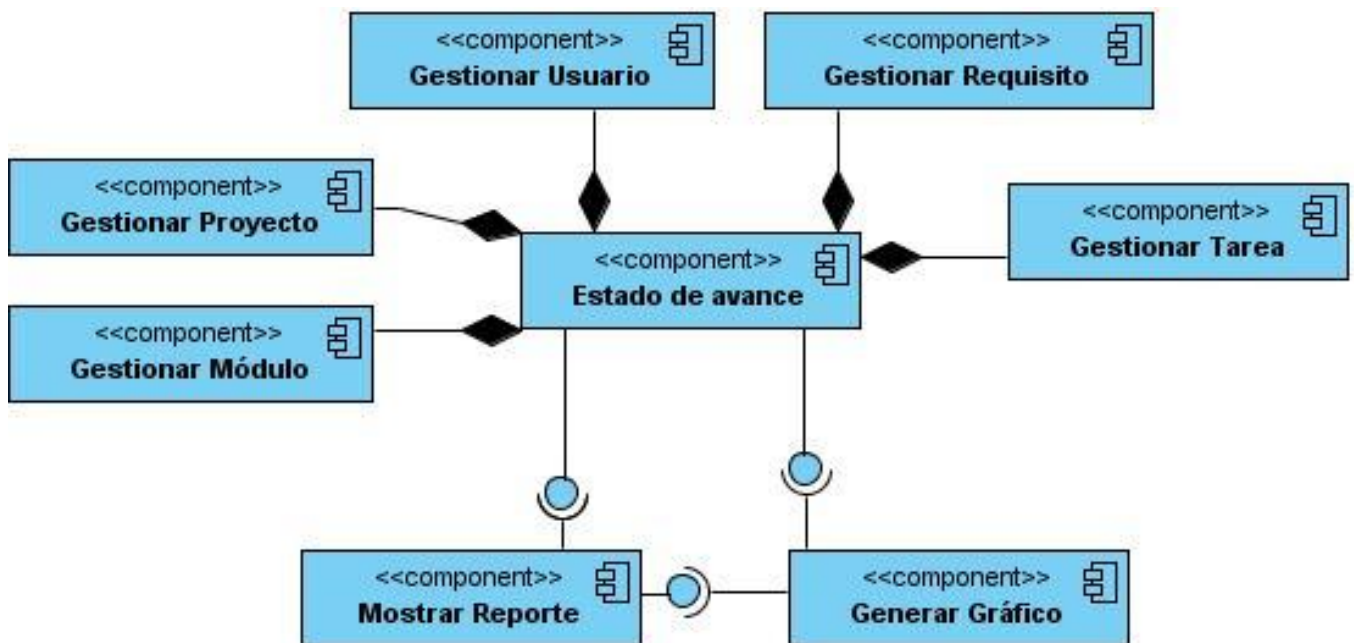 <<component>>
Gestionar Usuario
<<component>>
Gestionar Requisito
<<component>>
Gestionar Proyecto
<<component>>
Gestionar Tarea
<<component>>
Estado de avance
<<component>>
Gestionar Módulo
<<component>>
Mostrar Reporte
<<component>>
Generar Gráfico